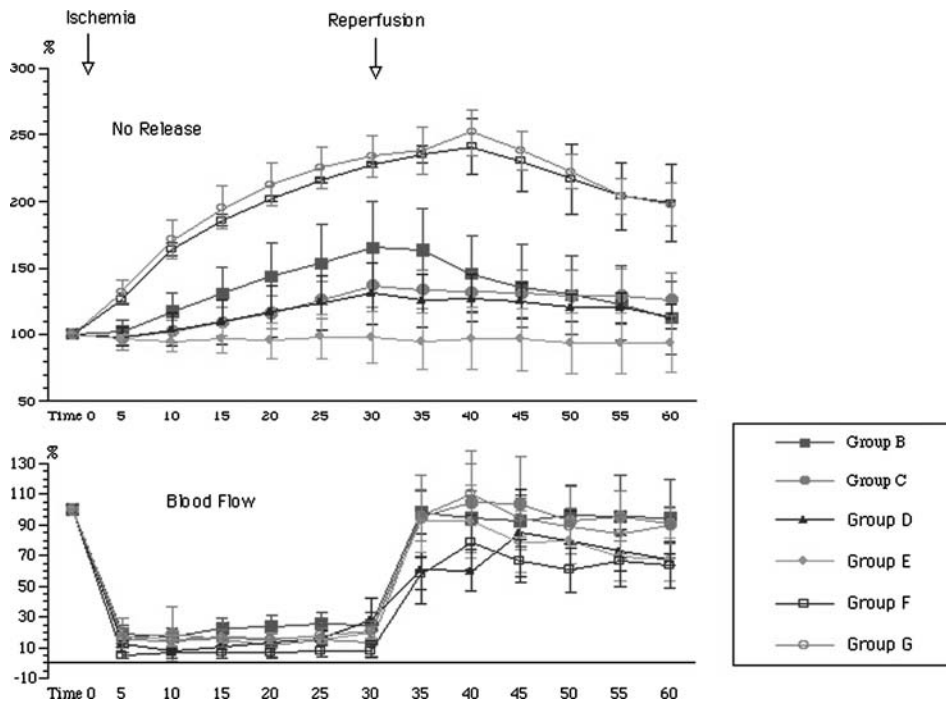 Ischemia
Reperfusion
%
300
No Release
250
200
150
100
50
Time 0 5 10 15 20 25 30 35 40 45 50 55 60
%
130
Blood Flow
110
90
70
50
30
10
-10
Time 0 5 10 15 20 25 30 35 40 45 50 55 60
Group B
Group C
Group D
Group E
Group F
Group G